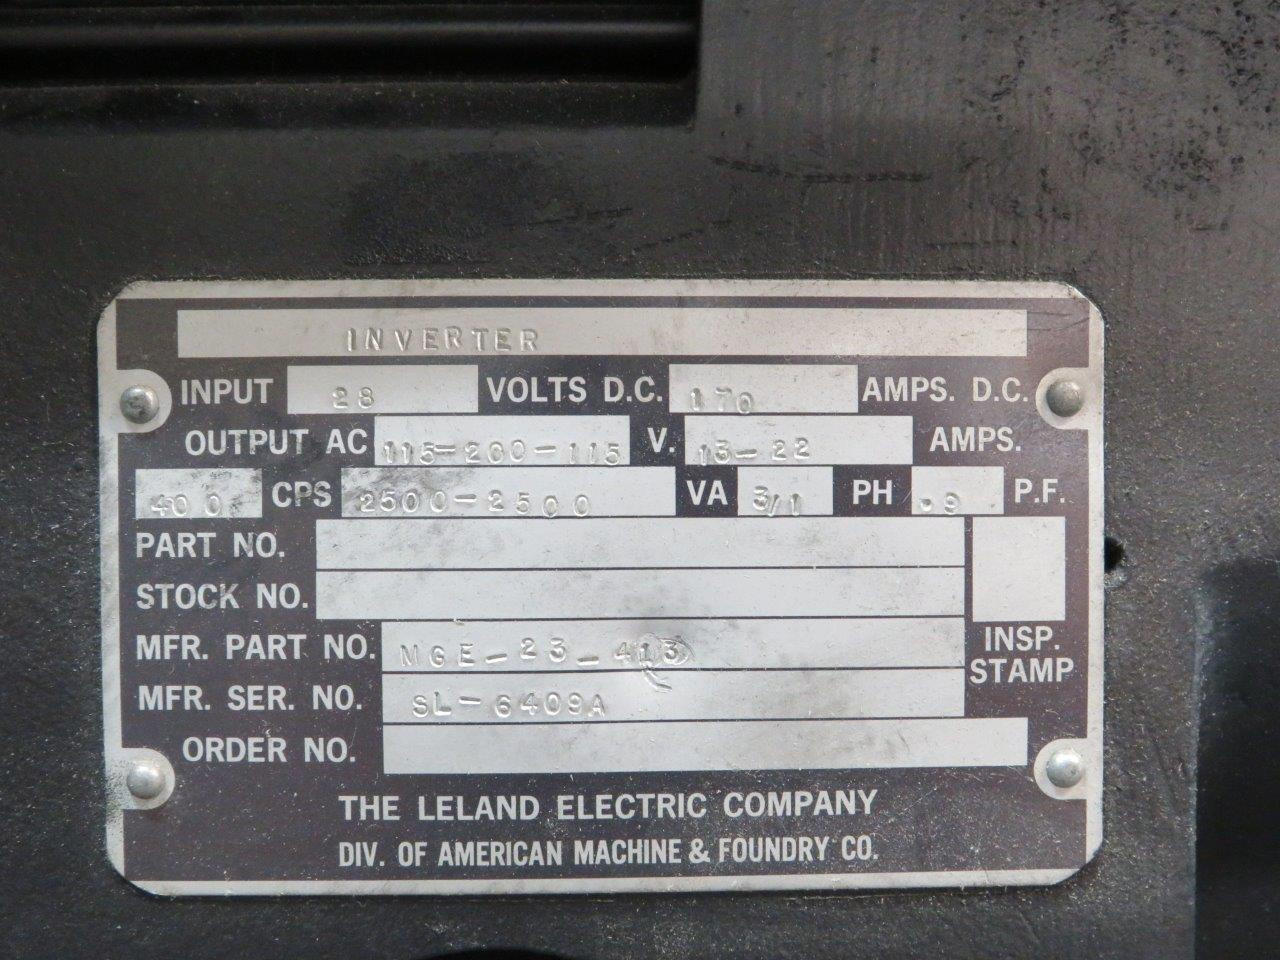 INVERTER
INPUT 28 VOLTS D.C. 170 AMPS. D.C.
OUTPUT AC 115-200-115 V. 13-22 AMPS.
400 CPS 2500-2500 VA 3/1 PH .9 P.F.
PART NO.
STOCK NO.
MFR. PART NO. MGE-23-413
INSP.
STAMP
MFR. SER. NO. SL-6409A
ORDER NO.
THE LELAND ELECTRIC COMPANY
DIV. OF AMERICAN MACHINE & FOUNDRY CO.